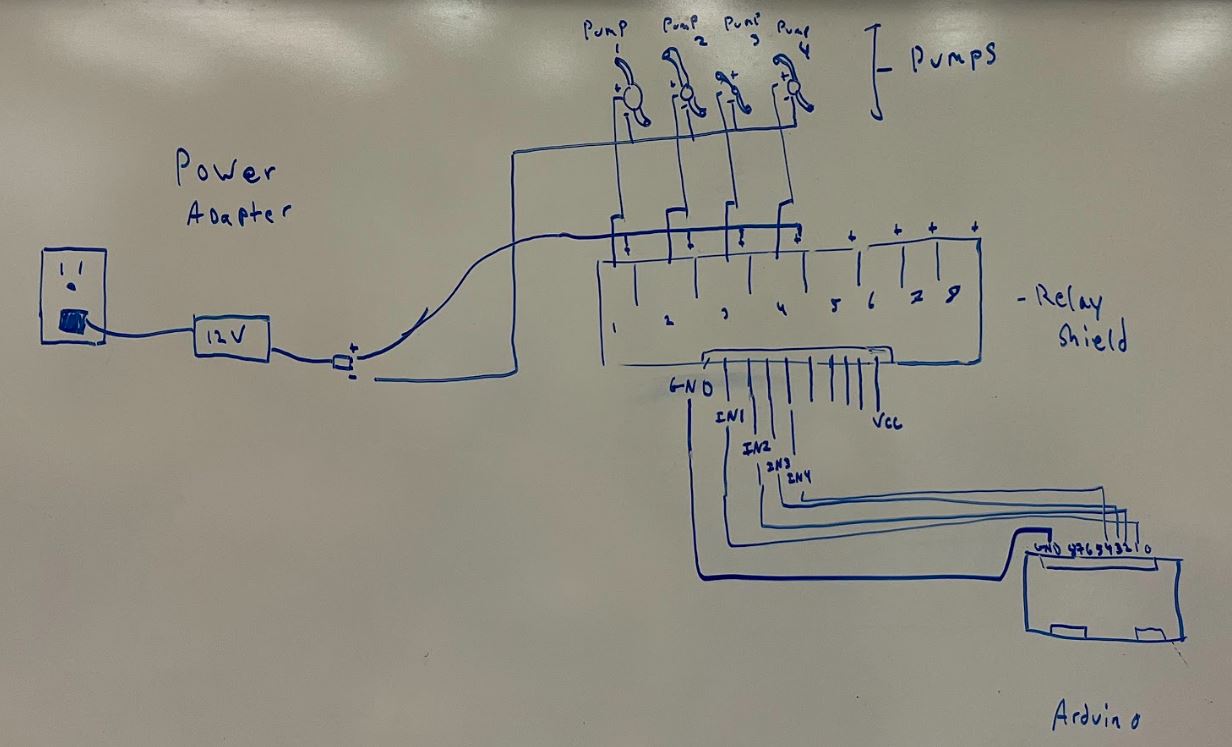 Pump 1
Pump 2
Pump 3
Pump 4
Pumps
+ + + +
- - - -
Power
Adapter
12V
+
-
+ + + + + + + +
1 2 3 4 5 6 7 8
- Relay
Shield
GND
IN1
IN2
IN3
IN4
VCC
GND 8 7 6 5 4 3 2 1 0
Arduino